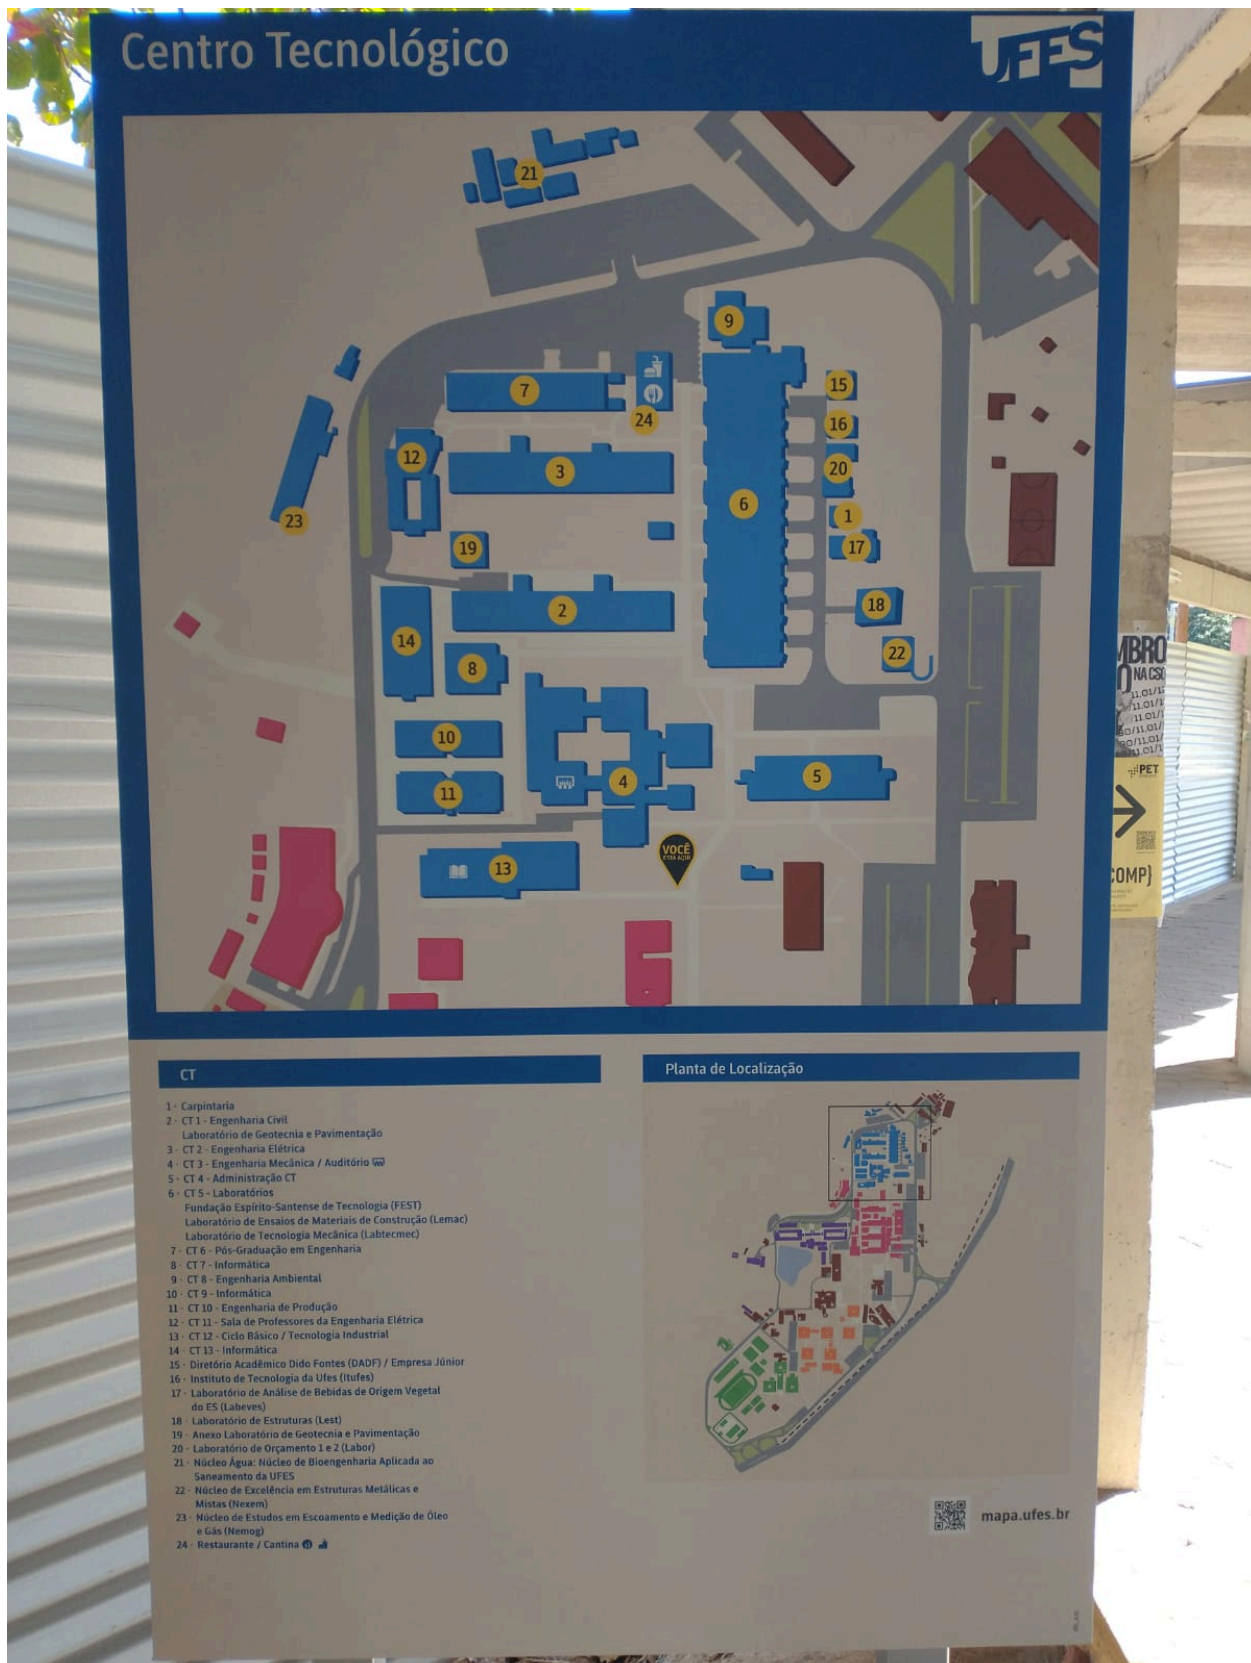 Centro Tecnológico
UFES
21
9
7
24
15
16
12
3
20
6
1
23
19
17
2
18
14
8
22
10
4
5
11
VOCÊ
ESTÁ AQUI
13
MBRO
NA CSO
PET
COMP}
CT
1 - Carpintaria
2 - CT 1 - Engenharia Civil
Laboratório de Geotecnia e Pavimentação
3 - CT 2 - Engenharia Elétrica
4 - CT 3 - Engenharia Mecânica / Auditório
5 - CT 4 - Administração CT
6 - CT 5 - Laboratórios
Fundação Espírito-Santense de Tecnologia (FEST)
Laboratório de Ensaios de Materiais de Construção (Lemac)
Laboratório de Tecnologia Mecânica (Labtecmec)
7 - CT 6 - Pós-Graduação em Engenharia
8 - CT 7 - Informática
9 - CT 8 - Engenharia Ambiental
10 - CT 9 - Informática
11 - CT 10 - Engenharia de Produção
12 - CT 11 - Sala de Professores da Engenharia Elétrica
13 - CT 12 - Ciclo Básico / Tecnologia Industrial
14 - CT 13 - Informática
15 - Diretório Acadêmico Dido Fontes (DADF) / Empresa Júnior
16 - Instituto de Tecnologia da Ufes (Itufes)
17 - Laboratório de Análise de Bebidas de Origem Vegetal
do ES (Labeves)
18 - Laboratório de Estruturas (Lest)
19 - Anexo Laboratório de Geotecnia e Pavimentação
20 - Laboratório de Orçamento 1 e 2 (Labor)
21 - Núcleo Água: Núcleo de Bioengenharia Aplicada ao
Saneamento da UFES
22 - Núcleo de Excelência em Estruturas Metálicas e
Mistas (Nexem)
23 - Núcleo de Estudos em Escoamento e Medição de Óleo
e Gás (Nemog)
24 - Restaurante / Cantina
Planta de Localização
mapa.ufes.br